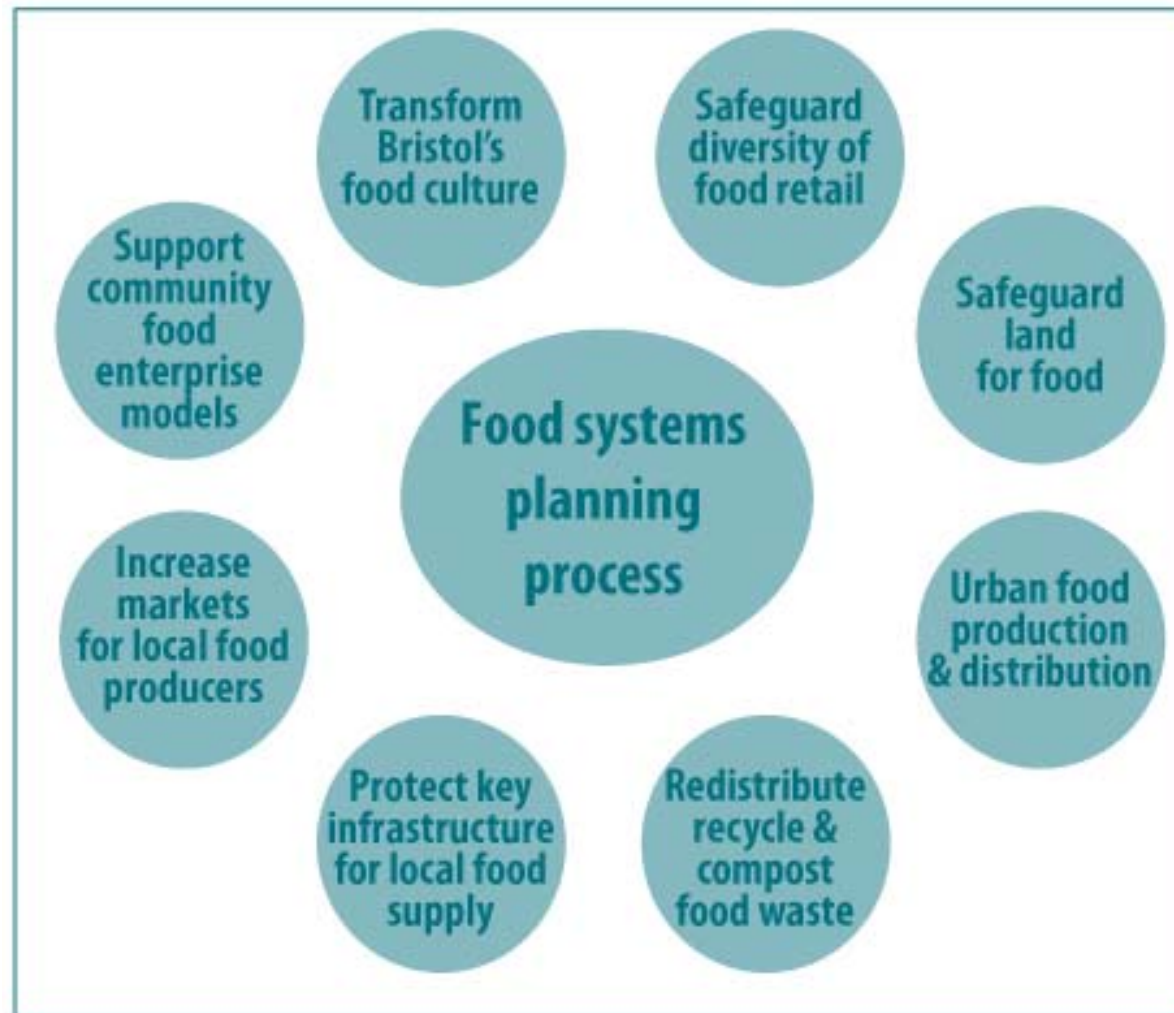 Transform
Bristol's
food culture
Safeguard
diversity of
food retail
Support
community
food
enterprise
models
Safeguard
land
for food
Food systems
planning
process
Increase
markets
for local food
producers
Urban food
production
& distribution
Protect key
infrastructure
for local food
supply
Redistribute
recycle &
compost
food waste